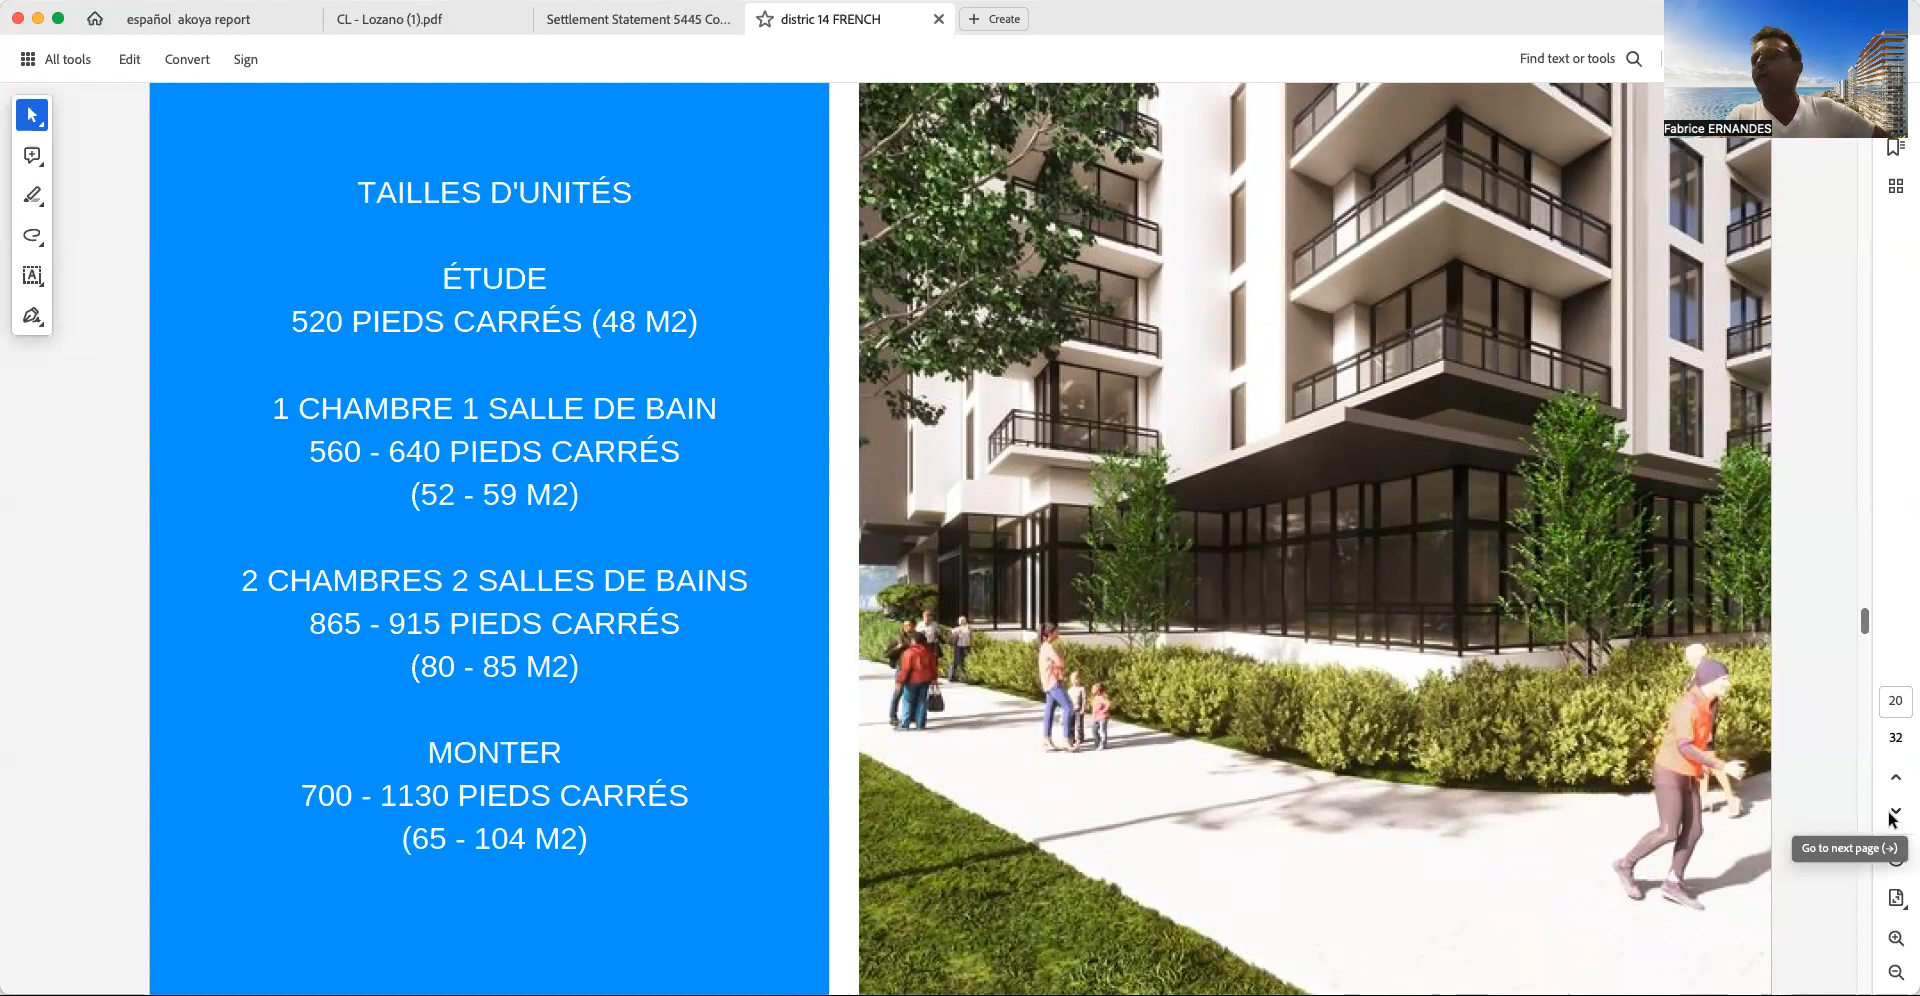 español akoya report
CL - Lozano (1).pdf
Settlement Statement 5445 Co...
distric 14 FRENCH
Create
All tools
Edit
Convert
Sign
Find text or tools
Fabrice ERNANDES
TAILLES D'UNITÉS
ÉTUDE
520 PIEDS CARRÉS (48 M2)
1 CHAMBRE 1 SALLE DE BAIN
560 - 640 PIEDS CARRÉS
(52 - 59 M2)
2 CHAMBRES 2 SALLES DE BAINS
865 - 915 PIEDS CARRÉS
(80 - 85 M2)
MONTER
700 - 1130 PIEDS CARRÉS
(65 - 104 M2)
20
32
Go to next page (→)